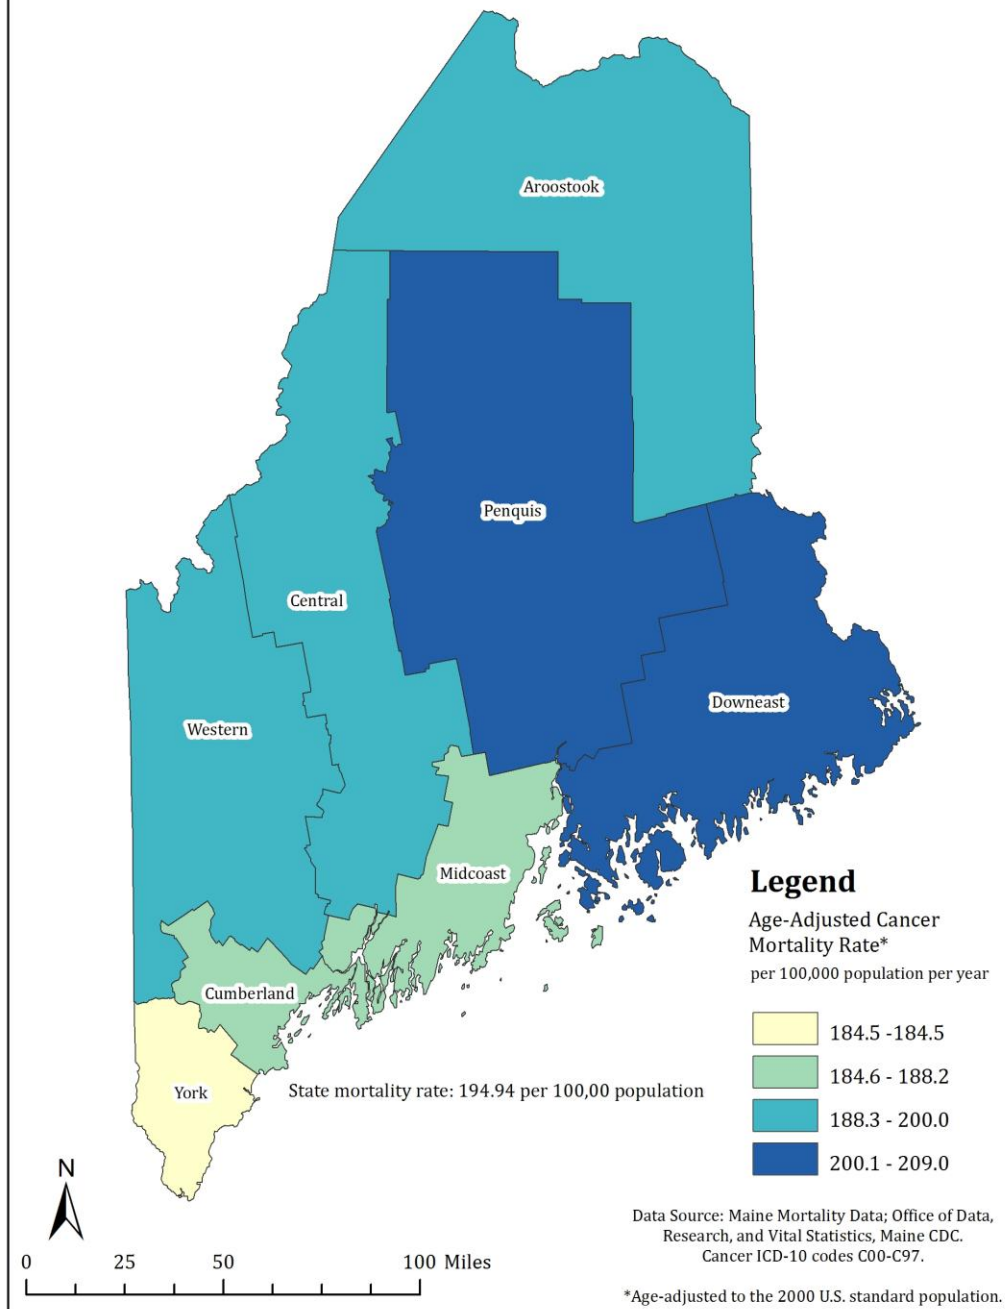 Aroostook
Penquis
Central
Downeast
Western
Midcoast
Cumberland
York
State mortality rate: 194.94 per 100,00 population
Legend
Age-Adjusted Cancer
Mortality Rate*
per 100,000 population per year
184.5 -184.5
184.6 - 188.2
188.3 - 200.0
200.1 - 209.0
N
0 25 50 100 Miles
Data Source: Maine Mortality Data; Office of Data,
Research, and Vital Statistics, Maine CDC.
Cancer ICD-10 codes C00-C97.
*Age-adjusted to the 2000 U.S. standard population.